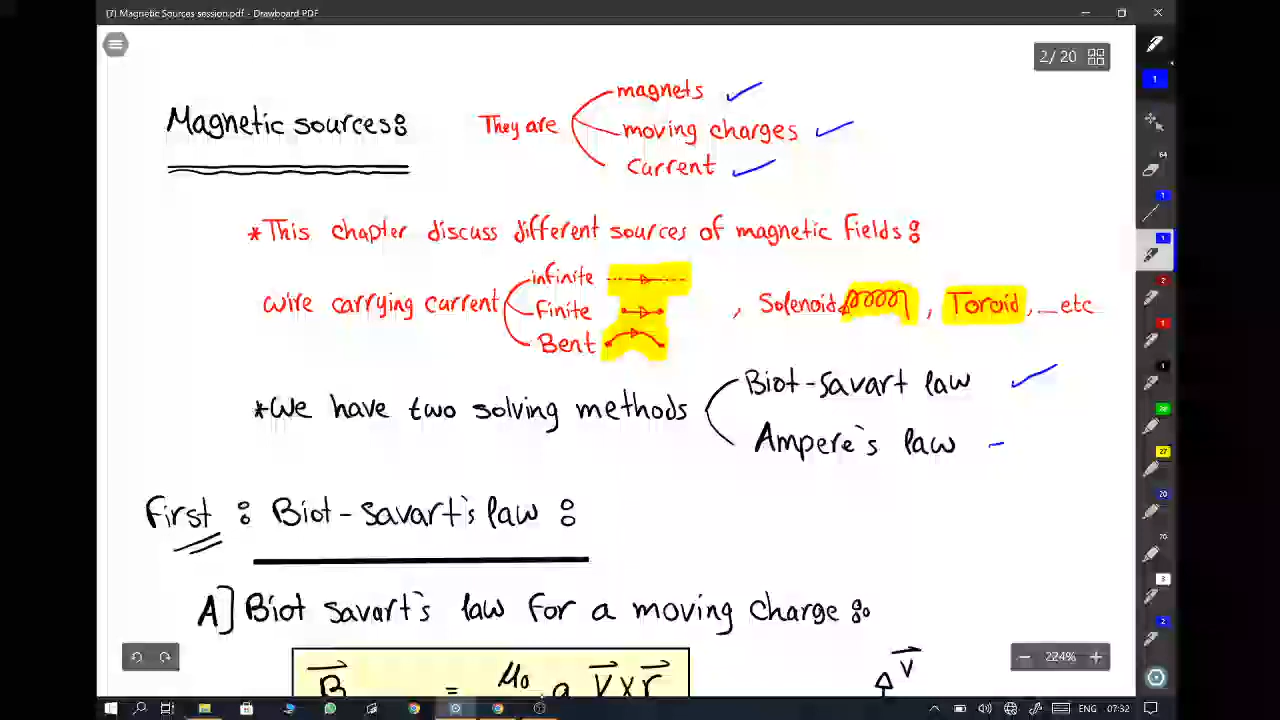 (7) Magnetic Sources session.pdf - Drawboard PDF
2/20
Magnetic sources:
They are
magnets
moving charges
current
*This chapter discuss different sources of magnetic fields:
wire carrying current
infinite
Finite
Bent
, Solenoid, Toroid, _etc
*We have two solving methods
Biot-savart law
Ampere's law
First : Biot-savart's law :
A] Biot savart's law for a moving charge :
B = μ0 q V x r
V
224%
07:32